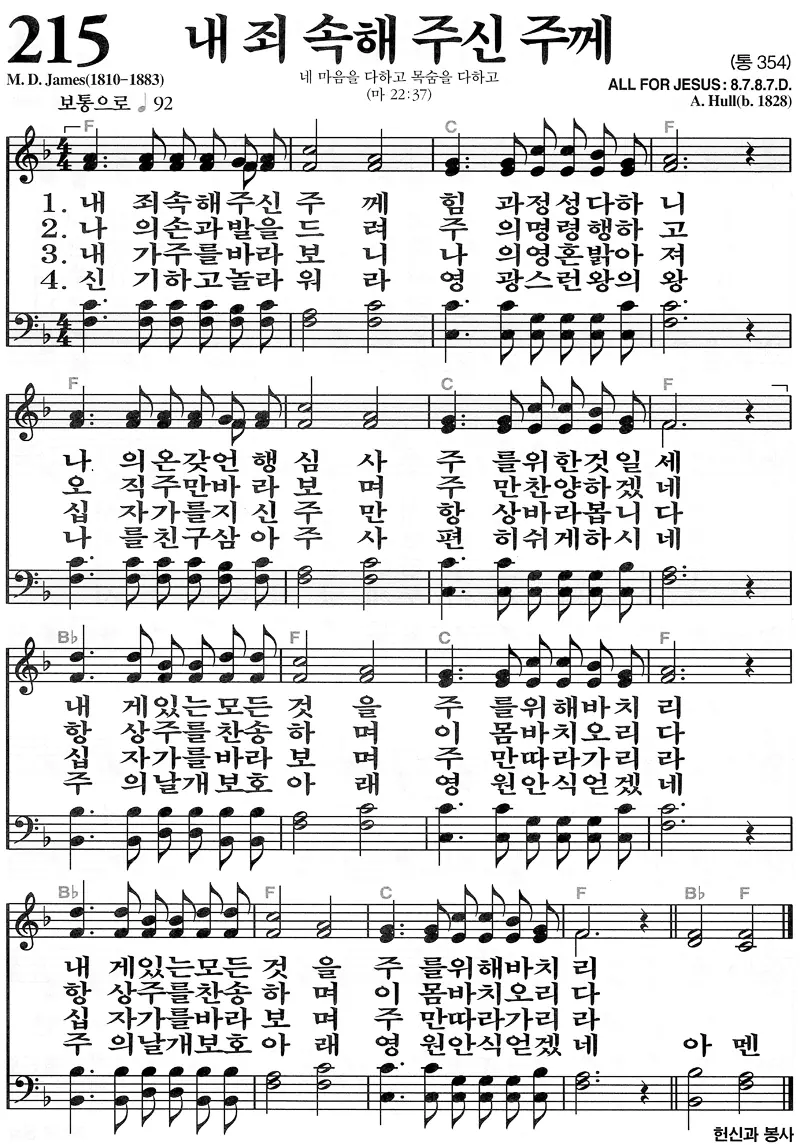 215 내 죄 속해 주신 주께
(통 354)
M. D. James(1810-1883)
네 마음을 다하고 목숨을 다하고
(마 22:37)
ALL FOR JESUS : 8.7.8.7.D.
A. Hull(b. 1828)
보통으로 ♩ 92
F C F
4/4
1. 내 죄속해주신 주 께 힘 과정성다하 니
2. 나 의손과발을 드 려 주 의명령행하 고
3. 내 가주를바라 보 니 나 의영혼밝아 져
4. 신 기하고놀라 워 라 영 광스런왕의 왕
4/4
F C F
나 의온갖언행 심 사 주 를위한것일 세
오 직주만바라 보 며 주 만찬양하겠 네
십 자가를지신 주 만 항 상바라봅니 다
나 를친구삼아 주 사 편 히쉬게하시 네
B♭ F C F
내 게있는모든 것 을 주 를위해바치 리
항 상주를찬송 하 며 이 몸바치오리 다
십 자가를바라 보 며 주 만따라가리 라
주 의날개보호 아 래 영 원안식얻겠 네
B♭ F C F B♭ F
내 게있는모든 것 을 주 를위해바치 리
항 상주를찬송 하 며 이 몸바치오리 다
십 자가를바라 보 며 주 만따라가리 라
주 의날개보호 아 래 영 원안식얻겠 네 아 멘
헌신과 봉사